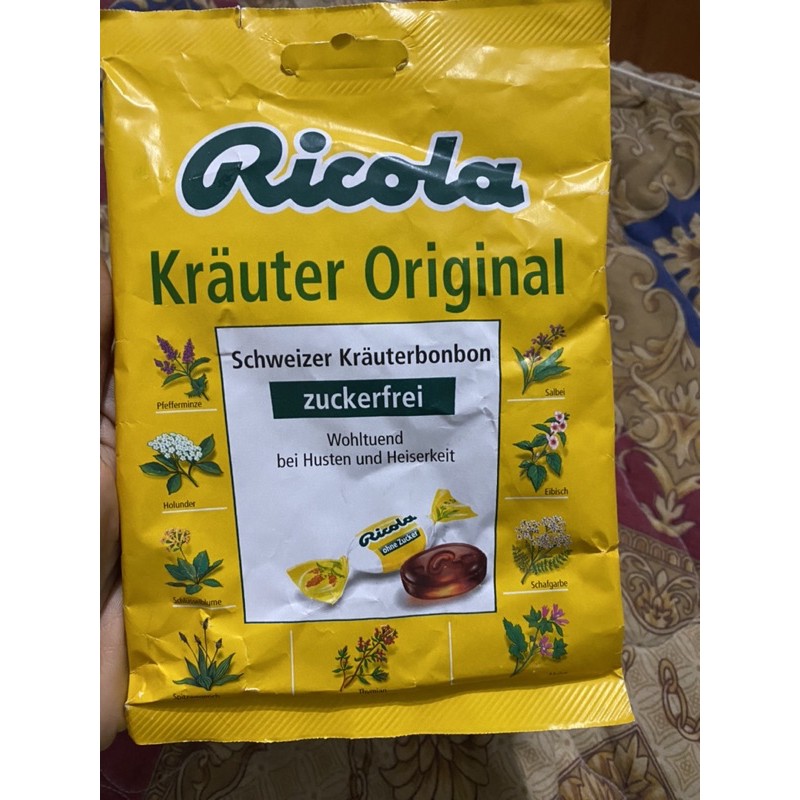 Ricola
Kräuter Original
Schweizer Kräuterbonbon
zuckerfrei
Wohltuend
bei Husten und Heiserkeit
Pfefferminze
Salbei
Holunder
Eibisch
Schafgarbe
Ricola
ohne Zucker